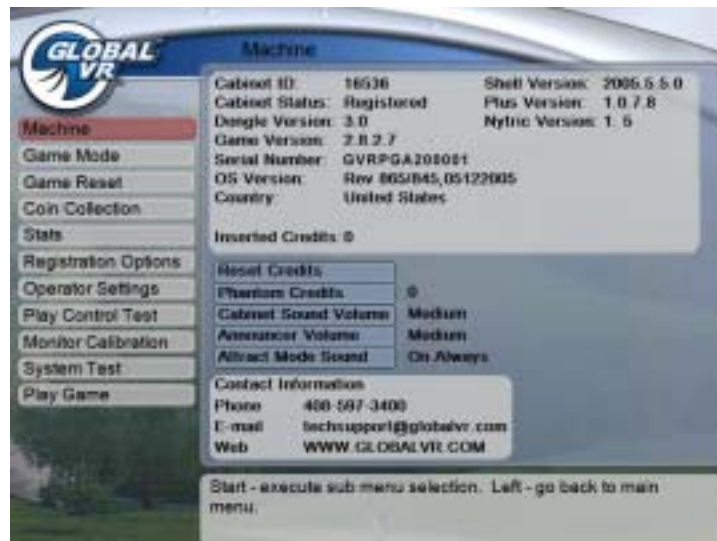 GLOBAL
VR
Machine
Cabinet ID: 16536 Shell Version: 2005.5.5.0
Cabinet Status: Registered Plus Version: 1.0.7.8
Dongle Version: 3.0 Nytric Version: 1. 5
Game Version: 2.8.2.7
Serial Number: GVRPGA200001
OS Version: Rev 865/845,05122005
Country: United States
Inserted Credits: 0
Machine
Game Mode
Game Reset
Coin Collection
Stats
Registration Options
Operator Settings
Play Control Test
Monitor Calibration
System Test
Play Game
Reset Credits
Phantom Credits 0
Cabinet Sound Volume Medium
Announcer Volume Medium
Attract Mode Sound On Always
Contact Information
Phone 408-597-3400
E-mail techsupport@globalvr.com
Web WWW.GLOBALVR.COM
Start - execute sub menu selection. Left - go back to main
menu.